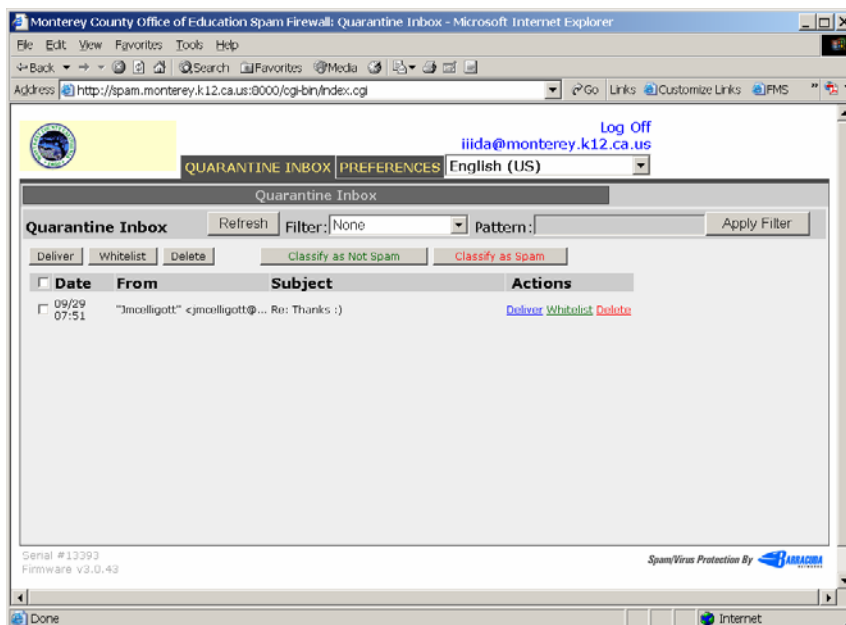 Monterey County Office of Education Spam Firewall: Quarantine Inbox - Microsoft Internet Explorer
File Edit View Favorites Tools Help
Back Search Favorites Media
Address http://spam.monterey.k12.ca.us:8000/cgi-bin/index.cgi Go Links Customize Links FMS »
Log Off
iiida@monterey.k12.ca.us
QUARANTINE INBOX PREFERENCES English (US)
Quarantine Inbox
Quarantine Inbox Refresh Filter: None Pattern: Apply Filter
Deliver Whitelist Delete Classify as Not Spam Classify as Spam
Date From Subject Actions
09/29 07:51 "Jmcelligott" <jmcelligott@... Re: Thanks :) Deliver Whitelist Delete
Serial #13393
Firmware v3.0.43
Spam/Virus Protection By BARRACUDA NETWORKS
Done Internet